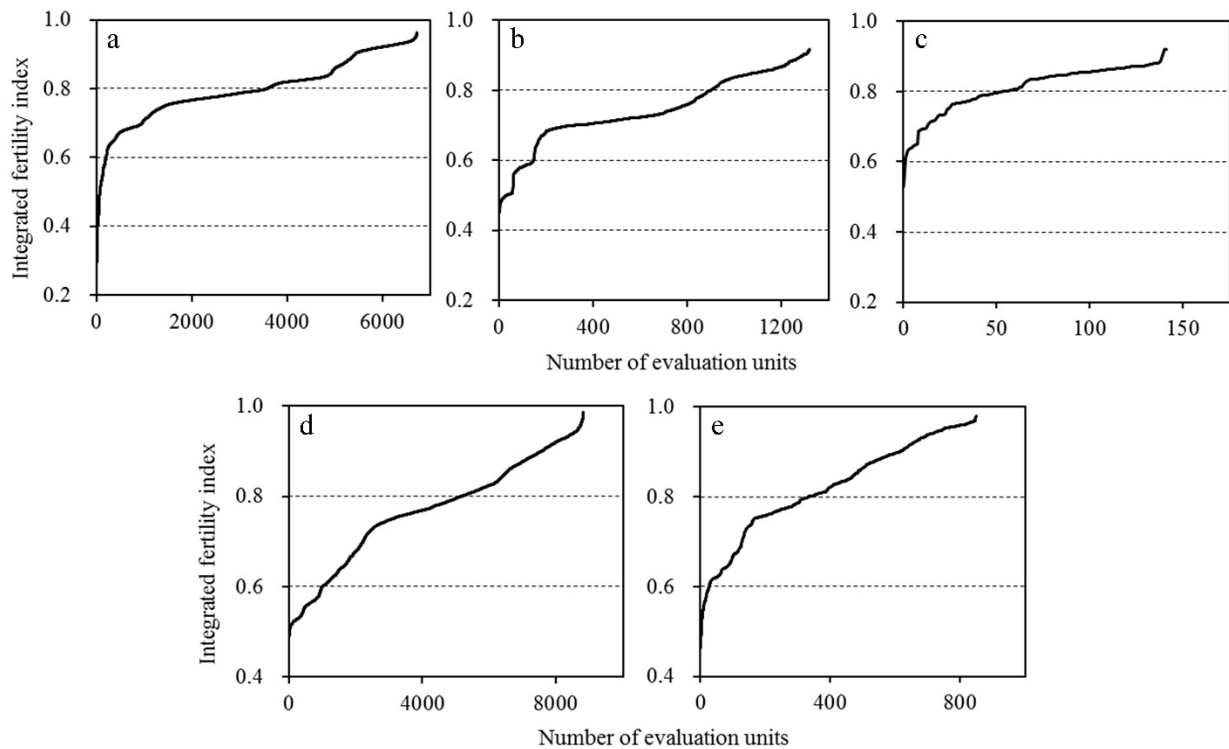 a
1.0
0.8
0.6
0.4
0.2
0 2000 4000 6000
b
1.0
0.8
0.6
0.4
0.2
0 400 800 1200
c
1.0
0.8
0.6
0.4
0.2
0 50 100 150
Integrated fertility index
Number of evaluation units
d
1.0
0.8
0.6
0.4
0 4000 8000
e
1.0
0.8
0.6
0.4
0 400 800
Integrated fertility index
Number of evaluation units